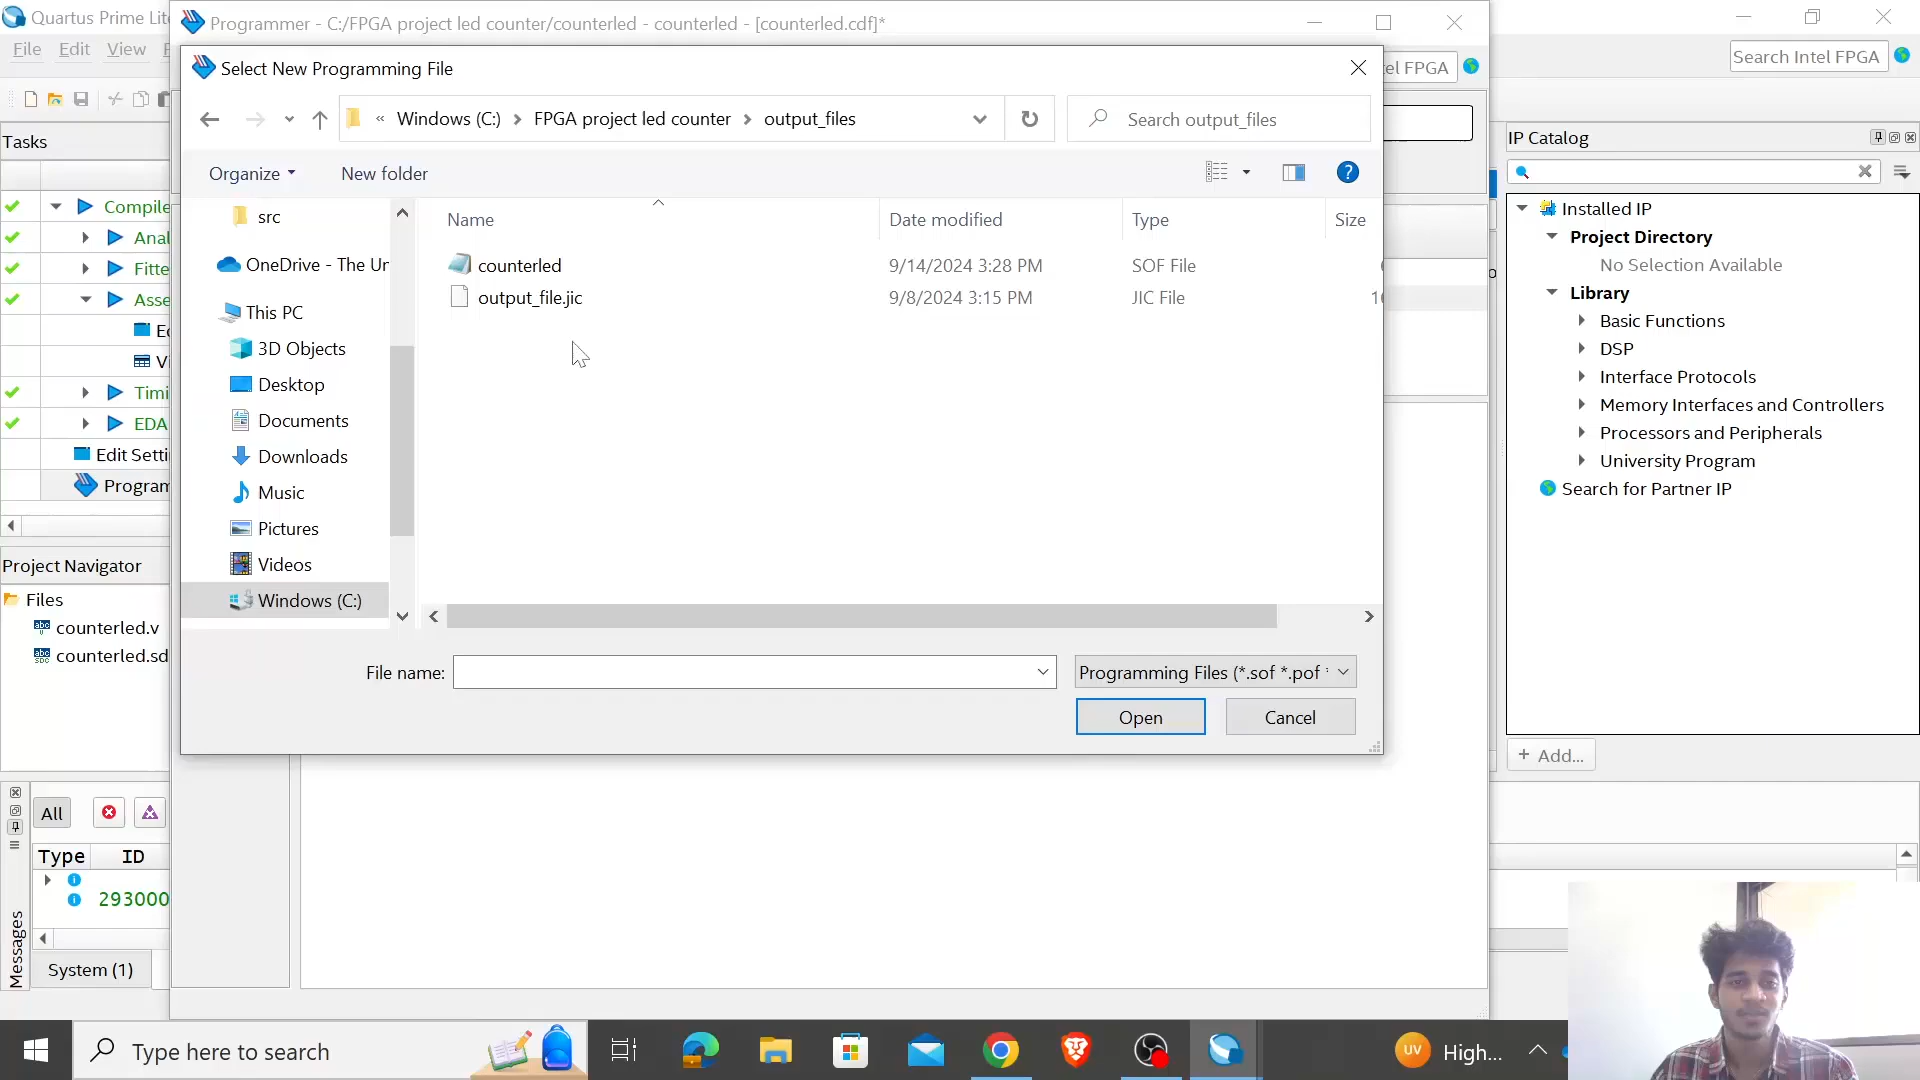 Quartus Prime Lite
Programmer - C:/FPGA project led counter/counterled - counterled - [counterled.cdf]*
File Edit View
Search Intel FPGA
el FPGA
Select New Programming File
« Windows (C:) › FPGA project led counter › output_files
Search output_files
Organize
New folder
Tasks
Compile
Anal
Fitte
Asse
Timi
EDA
Edit Setti
Program
src
OneDrive - The Un
This PC
3D Objects
Desktop
Documents
Downloads
Music
Pictures
Videos
Windows (C:)
Name Date modified Type Size
counterled 9/14/2024 3:28 PM SOF File
output_file.jic 9/8/2024 3:15 PM JIC File
File name:
Programming Files (*.sof *.pof
Open
Cancel
IP Catalog
Installed IP
Project Directory
No Selection Available
Library
Basic Functions
DSP
Interface Protocols
Memory Interfaces and Controllers
Processors and Peripherals
University Program
Search for Partner IP
+ Add...
Project Navigator
Files
counterled.v
counterled.sd
All
Type ID
293000
Messages
System (1)
Type here to search
UV
High...